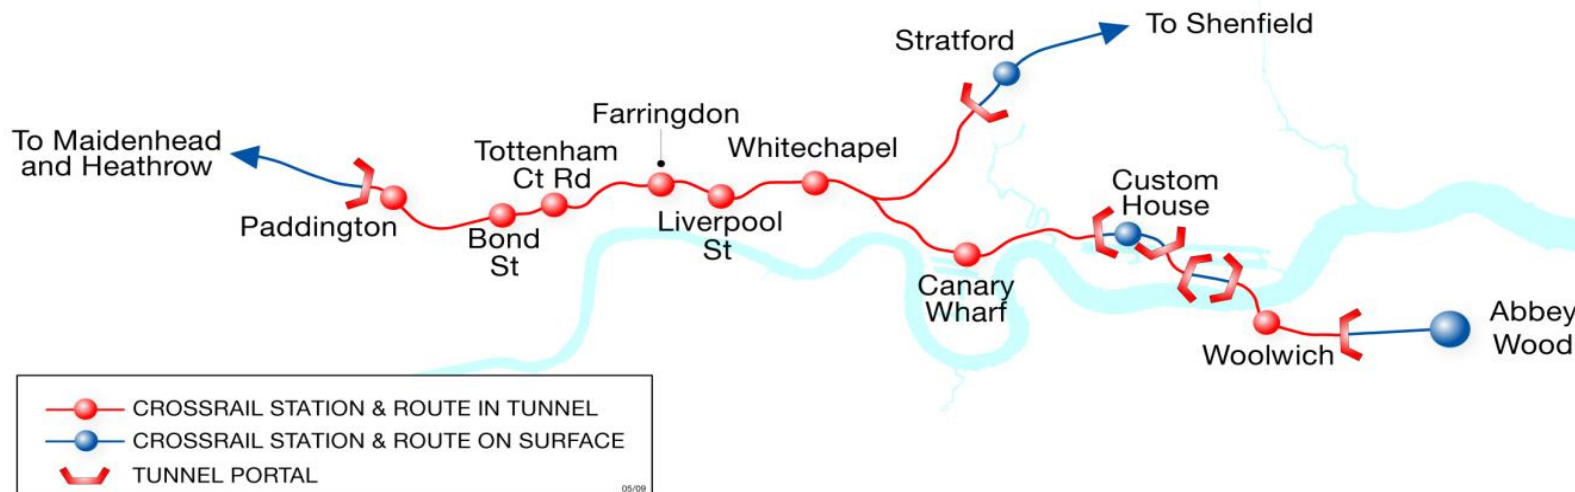 To Shenfield
Stratford
Farringdon
To Maidenhead
and Heathrow
Tottenham
Ct Rd
Whitechapel
Custom
House
Paddington
Bond
St
Liverpool
St
Canary
Wharf
Woolwich
Abbey
Wood
CROSSRAIL STATION & ROUTE IN TUNNEL
CROSSRAIL STATION & ROUTE ON SURFACE
TUNNEL PORTAL
05/09